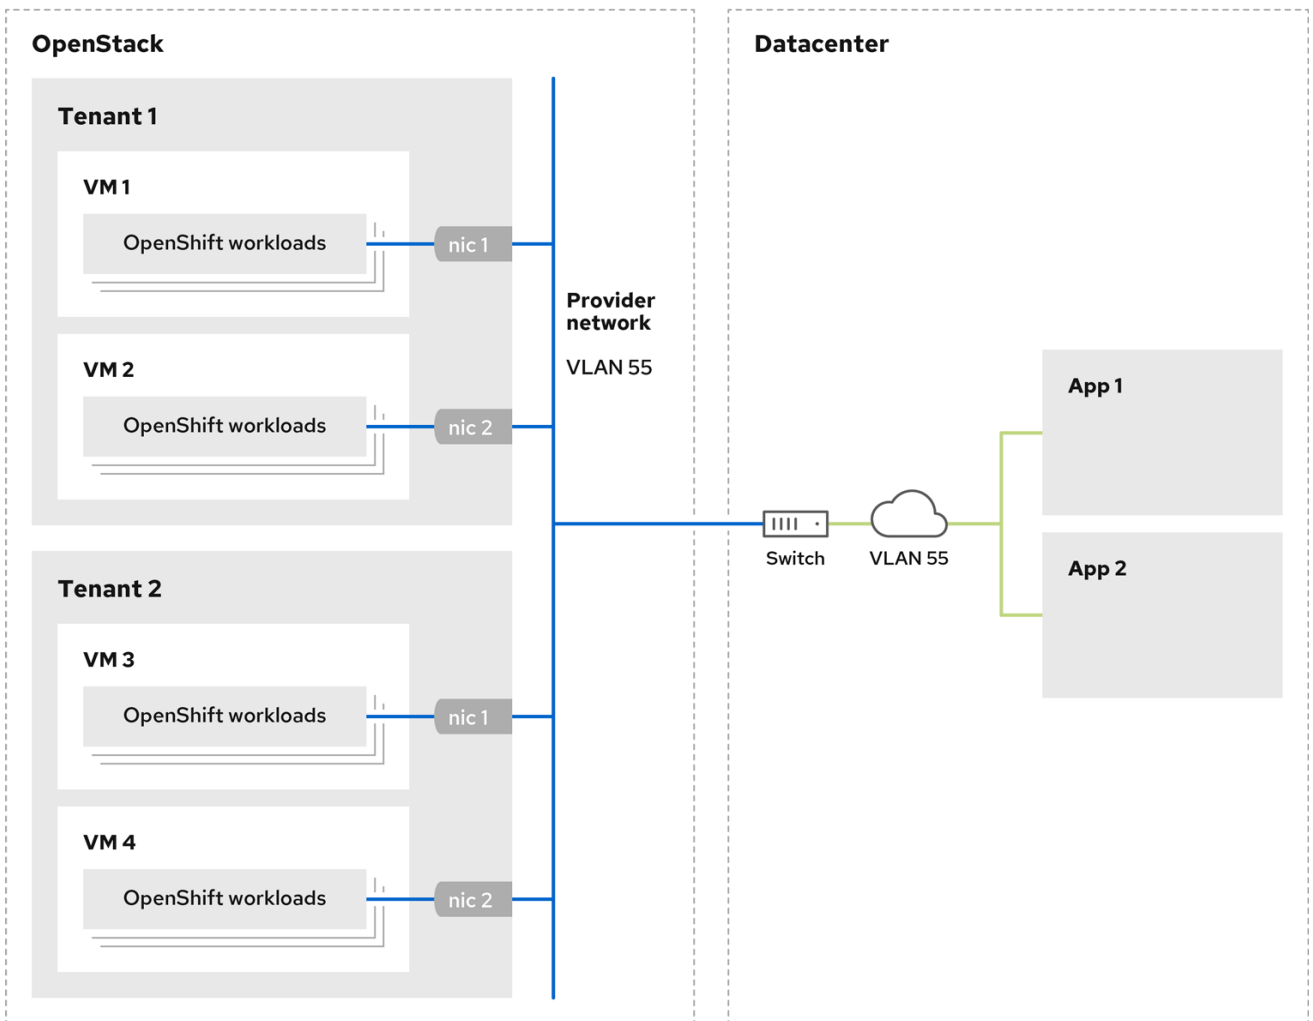 OpenStack
Tenant 1
VM 1
OpenShift workloads
nic 1
VM 2
OpenShift workloads
nic 2
Provider
network
VLAN 55
Tenant 2
VM 3
OpenShift workloads
nic 1
VM 4
OpenShift workloads
nic 2
Datacenter
Switch
VLAN 55
App 1
App 2